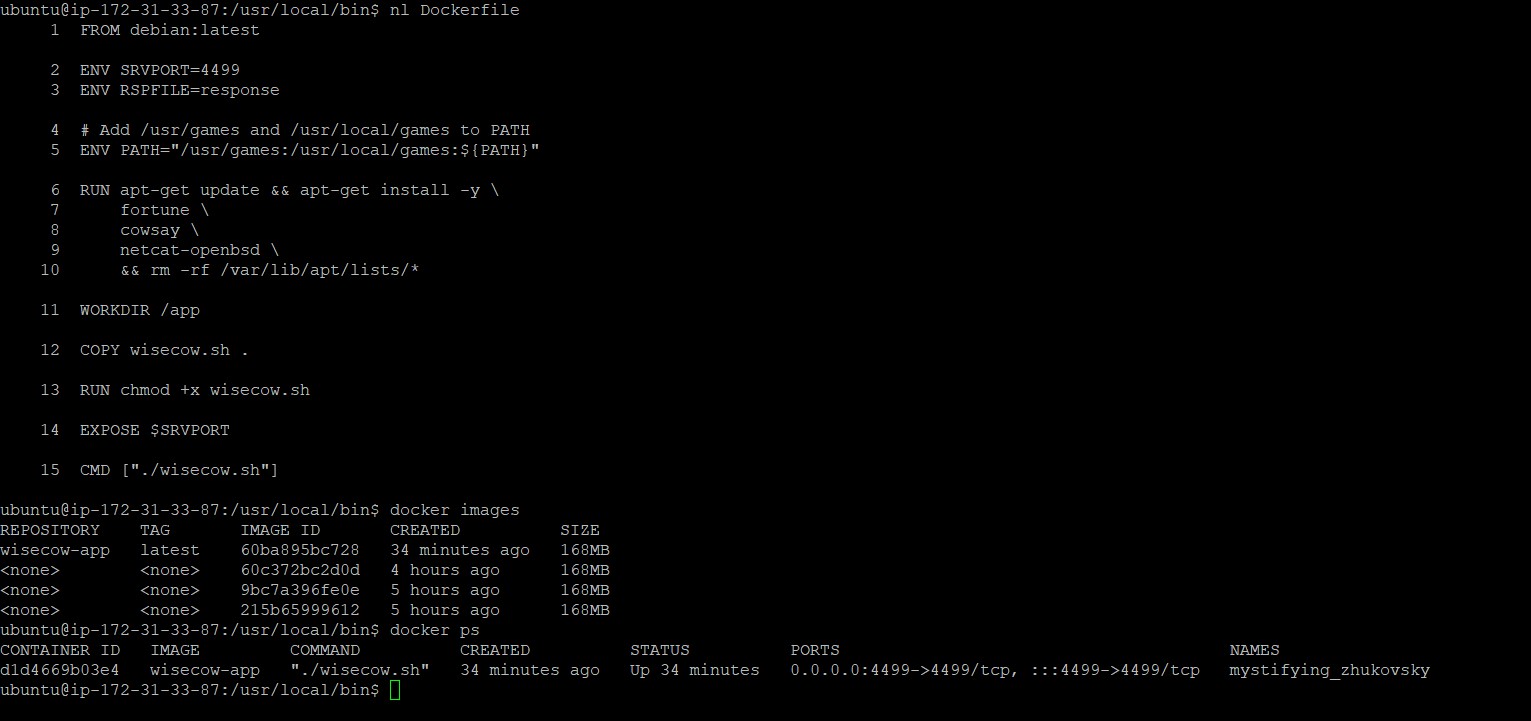 ubuntu@ip-172-31-33-87:/usr/local/bin$ nl Dockerfile
     1  FROM debian:latest
     2  ENV SRVPORT=4499
     3  ENV RSPFILE=response
     4  # Add /usr/games and /usr/local/games to PATH
     5  ENV PATH="/usr/games:/usr/local/games:${PATH}"
     6  RUN apt-get update && apt-get install -y \
     7      fortune \
     8      cowsay \
     9      netcat-openbsd \
    10      && rm -rf /var/lib/apt/lists/*
    11  WORKDIR /app
    12  COPY wisecow.sh .
    13  RUN chmod +x wisecow.sh
    14  EXPOSE $SRVPORT
    15  CMD ["./wisecow.sh"]
ubuntu@ip-172-31-33-87:/usr/local/bin$ docker images
REPOSITORY    TAG       IMAGE ID       CREATED          SIZE
wisecow-app   latest    60ba895bc728   34 minutes ago   168MB
<none>        <none>    60c372bc2d0d   4 hours ago      168MB
<none>        <none>    9bc7a396fe0e   5 hours ago      168MB
<none>        <none>    215b65999612   5 hours ago      168MB
ubuntu@ip-172-31-33-87:/usr/local/bin$ docker ps
CONTAINER ID   IMAGE         COMMAND          CREATED          STATUS          PORTS                                       NAMES
d1d4669b03e4   wisecow-app   "./wisecow.sh"   34 minutes ago   Up 34 minutes   0.0.0.0:4499->4499/tcp, :::4499->4499/tcp   mystifying_zhukovsky
ubuntu@ip-172-31-33-87:/usr/local/bin$